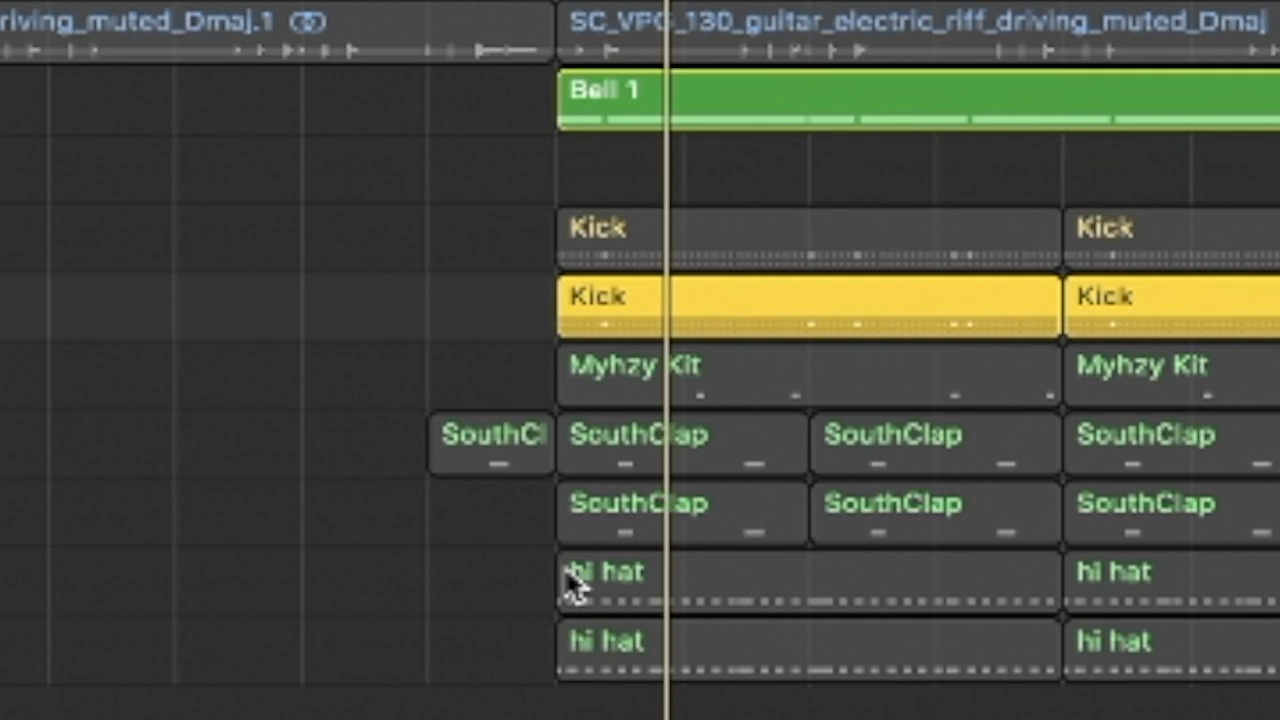 riving_muted_Dmaj.1 SC_VPG_130_guitar_electric_riff_driving_muted_Dmaj
Bell 1
Kick Kick
Kick Kick
Myhzy Kit Myhzy Kit
SouthCl SouthClap SouthClap SouthClap
SouthClap SouthClap SouthClap
hi hat hi hat
hi hat hi hat